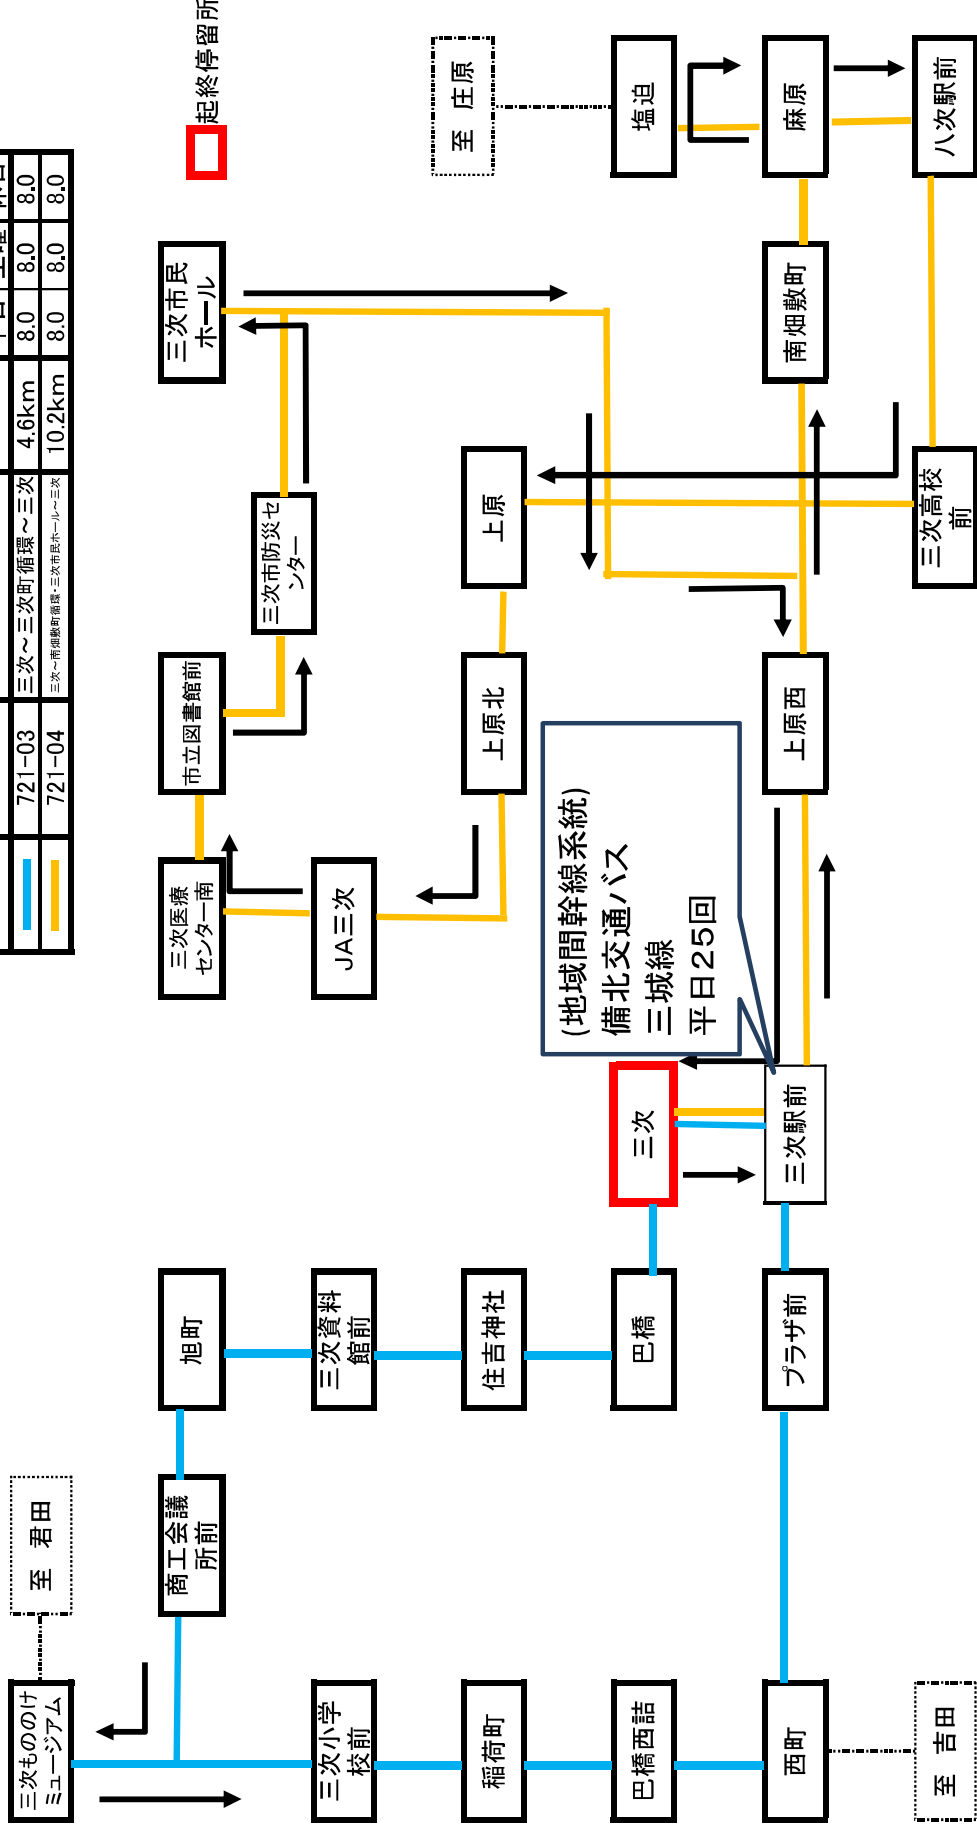 起終停留所
721-03 三次～三次町循環～三次 4.6km 8.0 8.0 8.0
721-04 三次～南畑敷町循環・三次市民ホール～三次 10.2km 8.0 8.0 8.0
至 君田
三次もののけ
ミュージアム
商工会議
所前
旭町
三次医療
センター南
市立図書館前
三次市防災セ
ンター
三次市民
ホール
三次小学
校前
三次資料
館前
JA三次
稲荷町
住吉神社
上原北
上原
至 庄原
巴橋西詰
巴橋
三次
塩迫
(地域間幹線系統)
備北交通バス
三城線
平日25回
西町
プラザ前
三次駅前
上原西
南畑敷町
麻原
至 吉田
三次高校
前
八次駅前